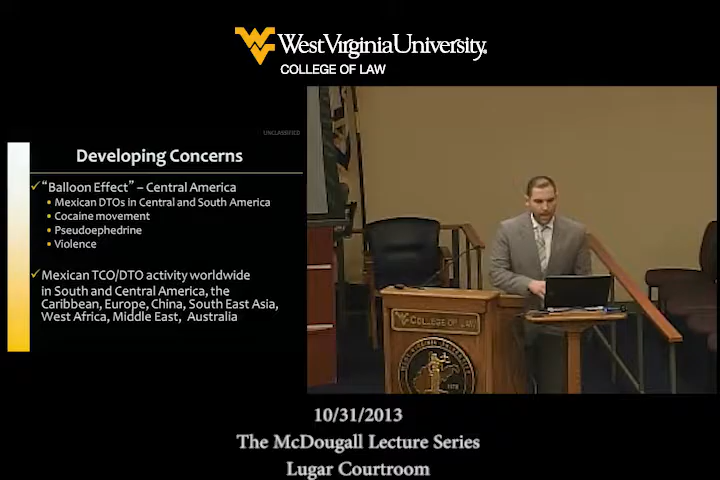 West Virginia University®
COLLEGE OF LAW
UNCLASSIFIED
Developing Concerns
✓"Balloon Effect" – Central America
• Mexican DTOs in Central and South America
• Cocaine movement
• Pseudoephedrine
• Violence
✓Mexican TCO/DTO activity worldwide
in South and Central America, the
Caribbean, Europe, China, South East Asia,
West Africa, Middle East, Australia
COLLEGE OF LAW
10/31/2013
The McDougall Lecture Series
Lugar Courtroom